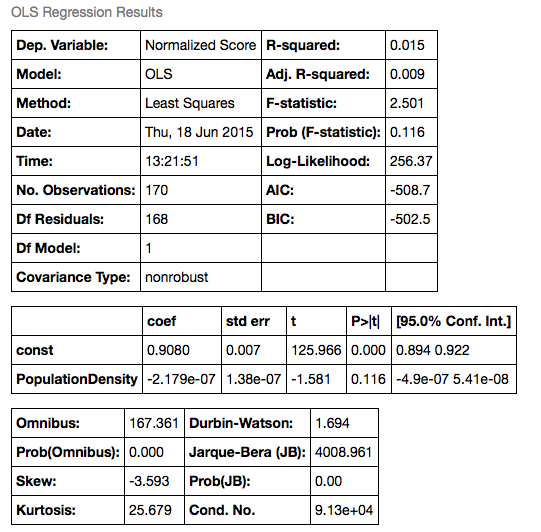 OLS Regression Results
Dep. Variable: Normalized Score R-squared: 0.015
Model: OLS Adj. R-squared: 0.009
Method: Least Squares F-statistic: 2.501
Date: Thu, 18 Jun 2015 Prob (F-statistic): 0.116
Time: 13:21:51 Log-Likelihood: 256.37
No. Observations: 170 AIC: -508.7
Df Residuals: 168 BIC: -502.5
Df Model: 1
Covariance Type: nonrobust
coef std err t P>|t| [95.0% Conf. Int.]
const 0.9080 0.007 125.966 0.000 0.894 0.922
PopulationDensity -2.179e-07 1.38e-07 -1.581 0.116 -4.9e-07 5.41e-08
Omnibus: 167.361 Durbin-Watson: 1.694
Prob(Omnibus): 0.000 Jarque-Bera (JB): 4008.961
Skew: -3.593 Prob(JB): 0.00
Kurtosis: 25.679 Cond. No. 9.13e+04